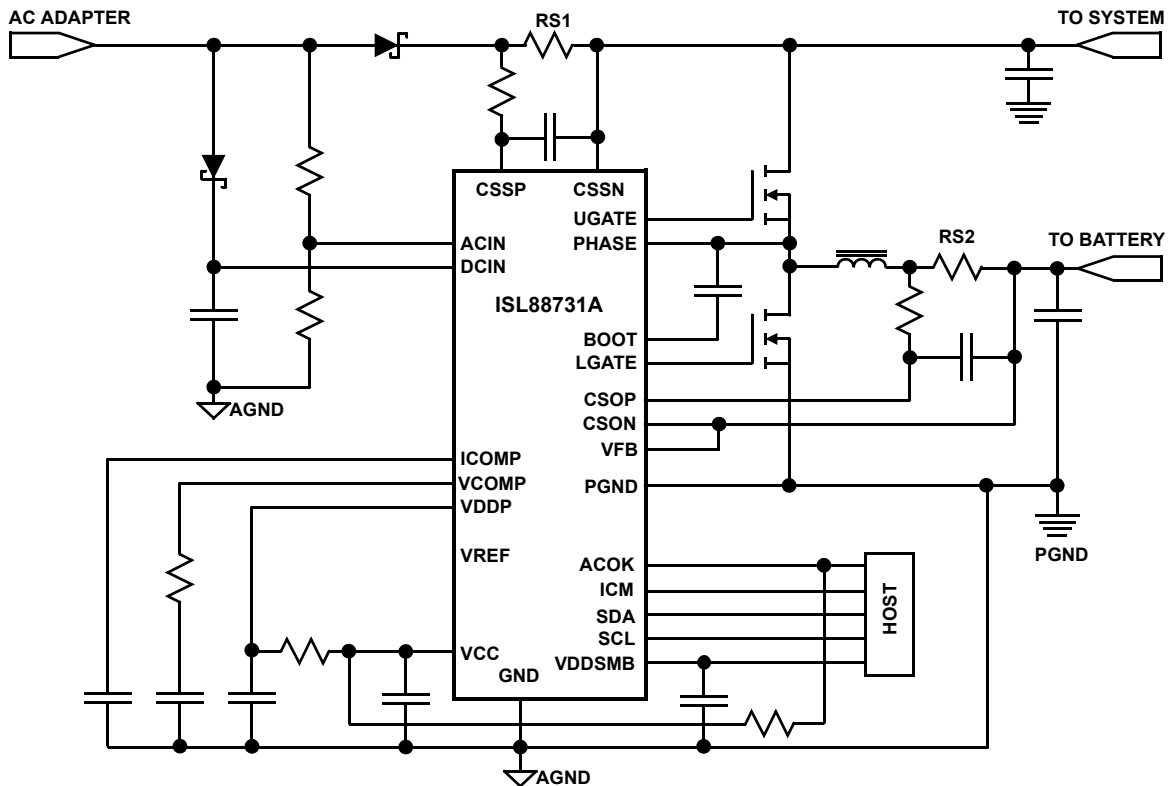 AC ADAPTER
RS1
TO SYSTEM
CSSP
CSSN
UGATE
PHASE
ACIN
DCIN
RS2
TO BATTERY
ISL88731A
BOOT
LGATE
CSOP
AGND
CSON
VFB
ICOMP
VCOMP
PGND
VDDP
VREF
PGND
ACOK
ICM
HOST
SDA
SCL
VCC
VDDSMB
GND
AGND